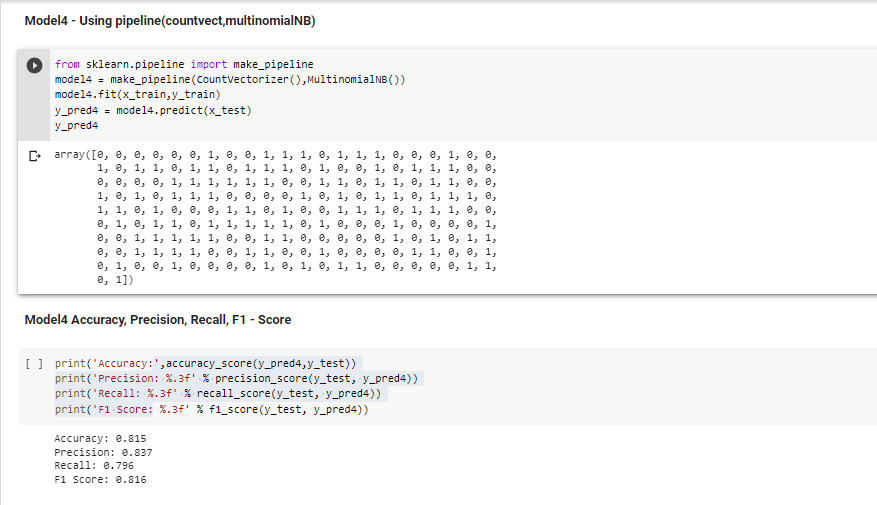 Model4 - Using pipeline(countvect,multinomialNB)
from sklearn.pipeline import make_pipeline
model4 = make_pipeline(CountVectorizer(),MultinomialNB())
model4.fit(x_train,y_train)
y_pred4 = model4.predict(x_test)
y_pred4
array([0, 0, 0, 0, 0, 0, 1, 0, 0, 1, 1, 1, 0, 1, 1, 1, 0, 0, 0, 1, 0, 0,
1, 0, 1, 1, 0, 1, 1, 0, 1, 1, 1, 0, 1, 0, 0, 1, 0, 1, 1, 1, 0, 0,
0, 0, 0, 0, 1, 1, 1, 1, 1, 1, 0, 0, 1, 1, 0, 1, 1, 0, 1, 1, 0, 0,
1, 0, 1, 0, 1, 1, 1, 0, 0, 0, 0, 1, 0, 1, 1, 0, 1, 0, 1, 1, 1, 0,
1, 1, 0, 1, 0, 0, 0, 1, 1, 0, 1, 0, 0, 1, 1, 1, 0, 1, 1, 1, 0, 0,
0, 1, 0, 1, 1, 0, 1, 1, 1, 1, 1, 0, 1, 0, 0, 0, 1, 0, 0, 0, 0, 1,
0, 0, 1, 1, 1, 1, 1, 0, 0, 1, 1, 0, 0, 0, 0, 0, 1, 0, 1, 0, 1, 1,
0, 0, 1, 1, 1, 1, 0, 0, 1, 1, 0, 0, 1, 0, 0, 0, 0, 1, 1, 0, 0, 1,
0, 1, 0, 0, 1, 0, 0, 0, 0, 1, 0, 1, 0, 1, 1, 0, 0, 0, 0, 0, 1, 1,
0, 1])
Model4 Accuracy, Precision, Recall, F1 - Score
[ ] print('Accuracy:',accuracy_score(y_pred4,y_test))
print('Precision: %.3f' % precision_score(y_test, y_pred4))
print('Recall: %.3f' % recall_score(y_test, y_pred4))
print('F1 Score: %.3f' % f1_score(y_test, y_pred4))
Accuracy: 0.815
Precision: 0.837
Recall: 0.796
F1 Score: 0.816